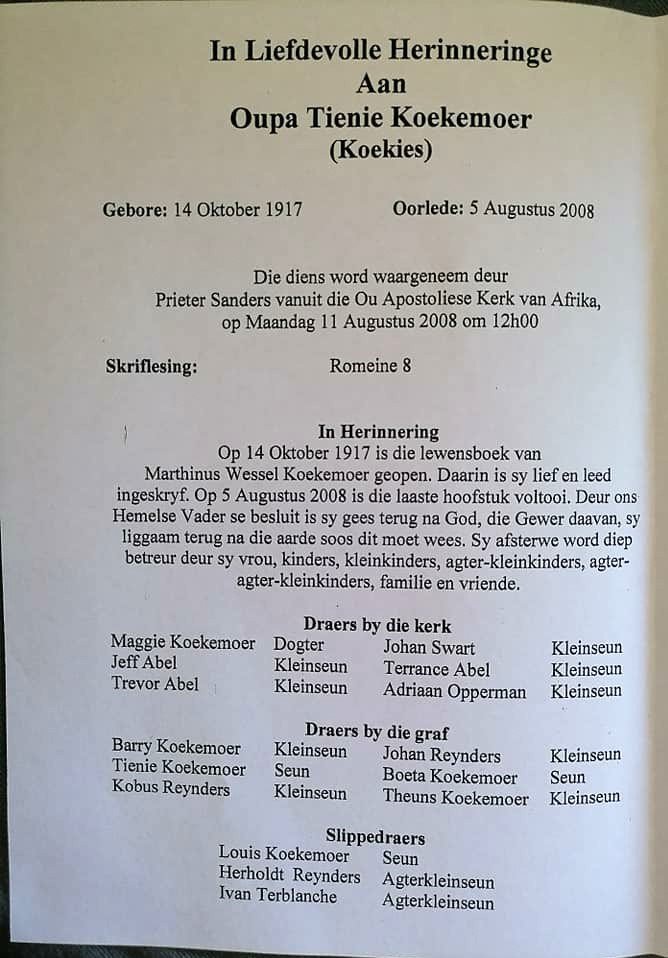 In Liefdevolle Herinneringe
Aan
Oupa Tienie Koekemoer
(Koekies)
Gebore: 14 Oktober 1917 Oorlede: 5 Augustus 2008
Die diens word waargeneem deur
Prieter Sanders vanuit die Ou Apostoliese Kerk van Afrika,
op Maandag 11 Augustus 2008 om 12h00
Skriflesing: Romeine 8
In Herinnering
Op 14 Oktober 1917 is die lewensboek van
Marthinus Wessel Koekemoer geopen. Daarin is sy lief en leed
ingeskryf. Op 5 Augustus 2008 is die laaste hoofstuk voltooi. Deur ons
Hemelse Vader se besluit is sy gees terug na God, die Gewer daavan, sy
liggaam terug na die aarde soos dit moet wees. Sy afsterwe word diep
betreur deur sy vrou, kinders, kleinkinders, agter-kleinkinders, agter-
agter-kleinkinders, familie en vriende.
Draers by die kerk
Maggie Koekemoer Dogter Johan Swart Kleinseun
Jeff Abel Kleinseun Terrance Abel Kleinseun
Trevor Abel Kleinseun Adriaan Opperman Kleinseun
Draers by die graf
Barry Koekemoer Kleinseun Johan Reynders Kleinseun
Tienie Koekemoer Seun Boeta Koekemoer Seun
Kobus Reynders Kleinseun Theuns Koekemoer Kleinseun
Slippedraers
Louis Koekemoer Seun
Herholdt Reynders Agterkleinseun
Ivan Terblanche Agterkleinseun